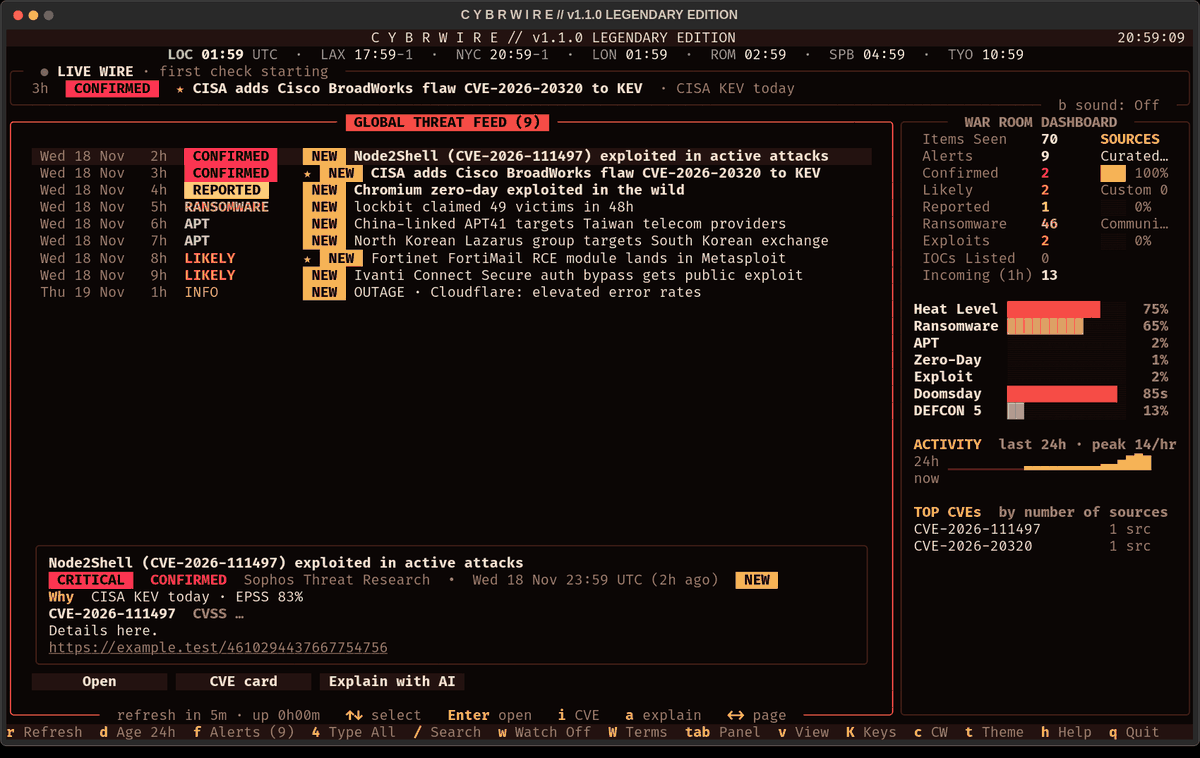 C Y B R W I R E // v1.1.0 LEGENDARY EDITION
C Y B R W I R E // v1.1.0 LEGENDARY EDITION 20:59:09
LOC 01:59 UTC · LAX 17:59-1 · NYC 20:59-1 · LON 01:59 · ROM 02:59 · SPB 04:59 · TYO 10:59
● LIVE WIRE · first check starting
3h CONFIRMED ★ CISA adds Cisco BroadWorks flaw CVE-2026-20320 to KEV · CISA KEV today
b sound: Off
GLOBAL THREAT FEED (9)
Wed 18 Nov 2h CONFIRMED NEW Node2Shell (CVE-2026-111497) exploited in active attacks
Wed 18 Nov 3h CONFIRMED ★ NEW CISA adds Cisco BroadWorks flaw CVE-2026-20320 to KEV
Wed 18 Nov 4h REPORTED NEW Chromium zero-day exploited in the wild
Wed 18 Nov 5h RANSOMWARE NEW lockbit claimed 49 victims in 48h
Wed 18 Nov 6h APT NEW China-linked APT41 targets Taiwan telecom providers
Wed 18 Nov 7h APT NEW North Korean Lazarus group targets South Korean exchange
Wed 18 Nov 8h LIKELY ★ NEW Fortinet FortiMail RCE module lands in Metasploit
Wed 18 Nov 9h LIKELY NEW Ivanti Connect Secure auth bypass gets public exploit
Thu 19 Nov 1h INFO NEW OUTAGE · Cloudflare: elevated error rates
Node2Shell (CVE-2026-111497) exploited in active attacks
CRITICAL CONFIRMED Sophos Threat Research • Wed 18 Nov 23:59 UTC (2h ago) NEW
Why CISA KEV today · EPSS 83%
CVE-2026-111497 CVSS …
Details here.
https://example.test/4610294437667754756
Open CVE card Explain with AI
refresh in 5m · up 0h00m ↑↓ select Enter open i CVE a explain ↔ page
WAR ROOM DASHBOARD
Items Seen 70 SOURCES
Alerts 9 Curated…
Confirmed 2 100%
Likely 2 Custom 0
Reported 1 0%
Ransomware 46 Communi…
Exploits 2 0%
IOCs Listed 0
Incoming (1h) 13
Heat Level 75%
Ransomware 65%
APT 2%
Zero-Day 1%
Exploit 2%
Doomsday 85s
DEFCON 5 13%
ACTIVITY last 24h · peak 14/hr
24h
now
TOP CVEs by number of sources
CVE-2026-111497 1 src
CVE-2026-20320 1 src
r Refresh d Age 24h f Alerts (9) 4 Type All / Search w Watch Off W Terms tab Panel v View K Keys c CW t Theme h Help q Quit